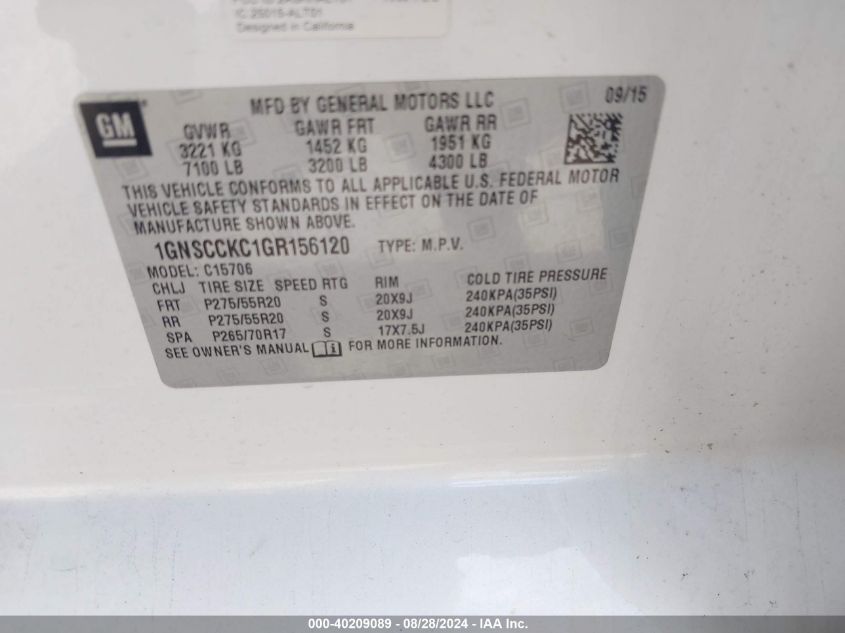 IC: 2S015-ALT01
Designed in California
GM
MFD BY GENERAL MOTORS LLC
09/15
GVWR GAWR FRT GAWR RR
3221 KG 1452 KG 1951 KG
7100 LB 3200 LB 4300 LB
THIS VEHICLE CONFORMS TO ALL APPLICABLE U.S. FEDERAL MOTOR
VEHICLE SAFETY STANDARDS IN EFFECT ON THE DATE OF
MANUFACTURE SHOWN ABOVE.
1GNSCCKC1GR156120 TYPE: M.P.V.
MODEL: C15706
CHLJ TIRE SIZE SPEED RTG RIM COLD TIRE PRESSURE
FRT P275/55R20 S 20X9J 240KPA(35PSI)
RR P275/55R20 S 20X9J 240KPA(35PSI)
SPA P265/70R17 S 17X7.5J 240KPA(35PSI)
SEE OWNER'S MANUAL FOR MORE INFORMATION.
000-40209089 - 08/28/2024 - IAA Inc.